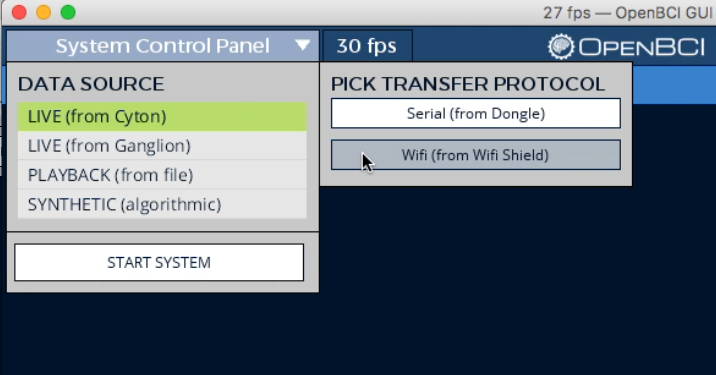 27 fps — OpenBCI GUI
System Control Panel
30 fps
OPENBCI
DATA SOURCE
LIVE (from Cyton)
LIVE (from Ganglion)
PLAYBACK (from file)
SYNTHETIC (algorithmic)
START SYSTEM
PICK TRANSFER PROTOCOL
Serial (from Dongle)
Wifi (from Wifi Shield)